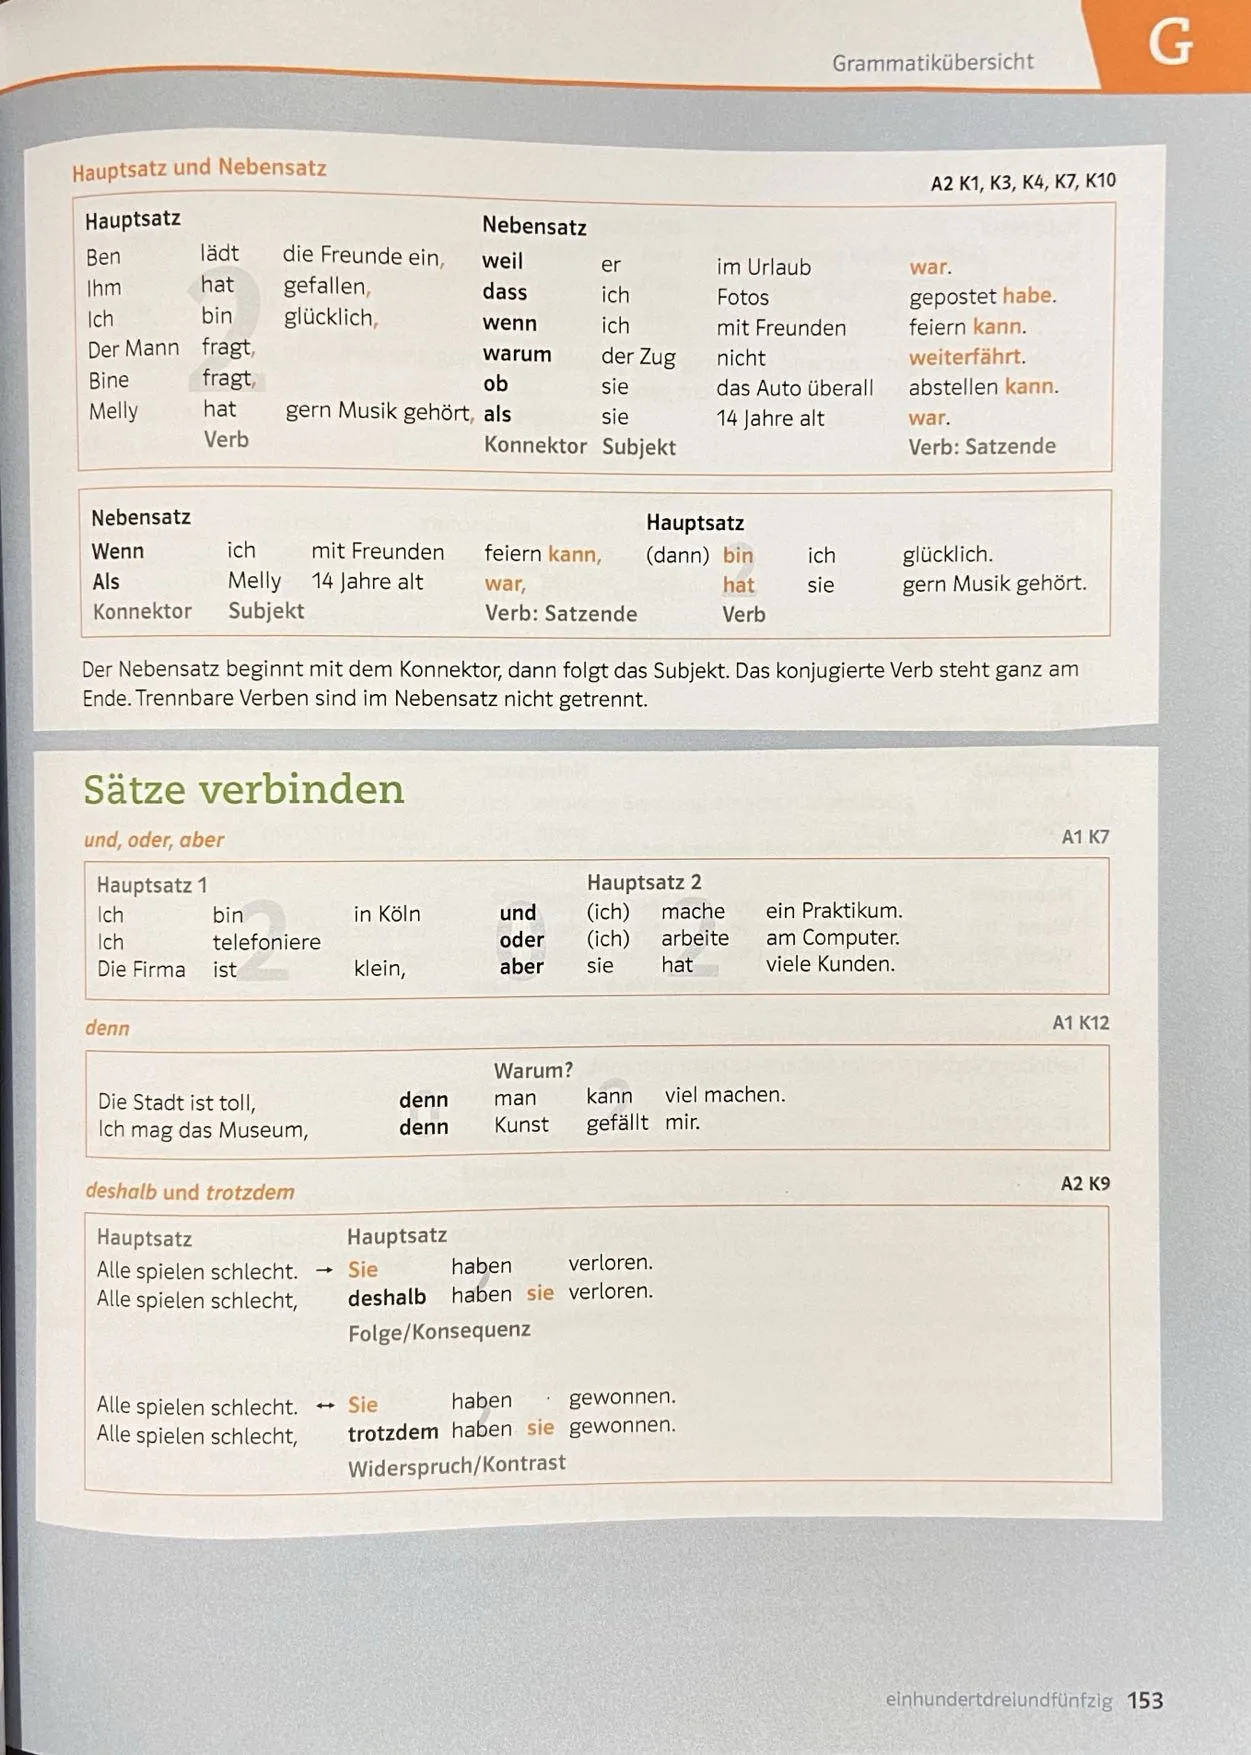 Grammatikübersicht G
Hauptsatz und Nebensatz A2 K1, K3, K4, K7, K10
Hauptsatz Nebensatz
Ben lädt die Freunde ein, weil er im Urlaub war.
Ihm hat gefallen, dass ich Fotos gepostet habe.
Ich bin glücklich, wenn ich mit Freunden feiern kann.
Der Mann fragt, warum der Zug nicht weiterfährt.
Bine fragt, ob sie das Auto überall abstellen kann.
Melly hat gern Musik gehört, als sie 14 Jahre alt war.
Verb Konnektor Subjekt Verb: Satzende
2
Nebensatz Hauptsatz
Wenn ich mit Freunden feiern kann, (dann) bin ich glücklich.
Als Melly 14 Jahre alt war, hat sie gern Musik gehört.
Konnektor Subjekt Verb: Satzende Verb
2
Der Nebensatz beginnt mit dem Konnektor, dann folgt das Subjekt. Das konjugierte Verb steht ganz am
Ende. Trennbare Verben sind im Nebensatz nicht getrennt.
Sätze verbinden
und, oder, aber A1 K7
Hauptsatz 1 Hauptsatz 2
Ich bin in Köln und (ich) mache ein Praktikum.
Ich telefoniere oder (ich) arbeite am Computer.
Die Firma ist klein, aber sie hat viele Kunden.
2 0 2
denn A1 K12
Warum?
Die Stadt ist toll, denn man kann viel machen.
Ich mag das Museum, denn Kunst gefällt mir.
0 2
deshalb und trotzdem A2 K9
Hauptsatz Hauptsatz
Alle spielen schlecht. → Sie haben verloren.
Alle spielen schlecht, deshalb haben sie verloren.
Folge/Konsequenz
Alle spielen schlecht. ↔ Sie haben gewonnen.
Alle spielen schlecht, trotzdem haben sie gewonnen.
Widerspruch/Kontrast
einhundertdreiundfünfzig 153